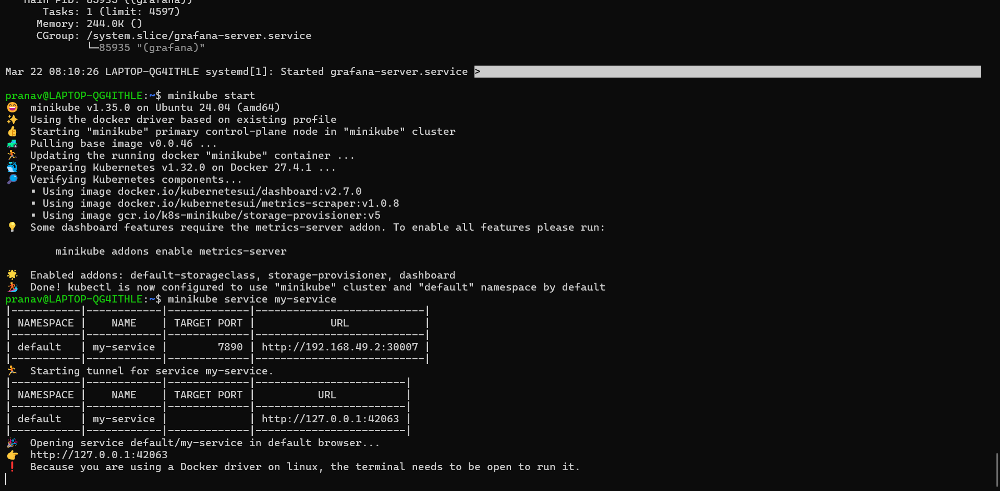 Main PID: 85935 ((grafana))
Tasks: 1 (limit: 4597)
Memory: 244.0K ()
CGroup: /system.slice/grafana-server.service
└─85935 "(grafana)"
Mar 22 08:10:26 LAPTOP-QG4ITHLE systemd[1]: Started grafana-server.service >
pranav@LAPTOP-QG4ITHLE:~$ minikube start
😄  minikube v1.35.0 on Ubuntu 24.04 (amd64)
✨  Using the docker driver based on existing profile
👍  Starting "minikube" primary control-plane node in "minikube" cluster
🚜  Pulling base image v0.0.46 ...
🏃  Updating the running docker "minikube" container ...
🐳  Preparing Kubernetes v1.32.0 on Docker 27.4.1 ...
🔎  Verifying Kubernetes components...
▪ Using image docker.io/kubernetesui/dashboard:v2.7.0
▪ Using image docker.io/kubernetesui/metrics-scraper:v1.0.8
▪ Using image gcr.io/k8s-minikube/storage-provisioner:v5
💡  Some dashboard features require the metrics-server addon. To enable all features please run:
minikube addons enable metrics-server
🌟  Enabled addons: default-storageclass, storage-provisioner, dashboard
🏄  Done! kubectl is now configured to use "minikube" cluster and "default" namespace by default
pranav@LAPTOP-QG4ITHLE:~$ minikube service my-service
|-----------|------------|-------------|---------------------------|
| NAMESPACE |    NAME    | TARGET PORT |            URL            |
|-----------|------------|-------------|---------------------------|
| default   | my-service |        7890 | http://192.168.49.2:30007 |
|-----------|------------|-------------|---------------------------|
🏃  Starting tunnel for service my-service.
|-----------|------------|-------------|------------------------|
| NAMESPACE |    NAME    | TARGET PORT |          URL           |
|-----------|------------|-------------|------------------------|
| default   | my-service |             | http://127.0.0.1:42063 |
|-----------|------------|-------------|------------------------|
🎉  Opening service default/my-service in default browser...
👉  http://127.0.0.1:42063
❗  Because you are using a Docker driver on linux, the terminal needs to be open to run it.